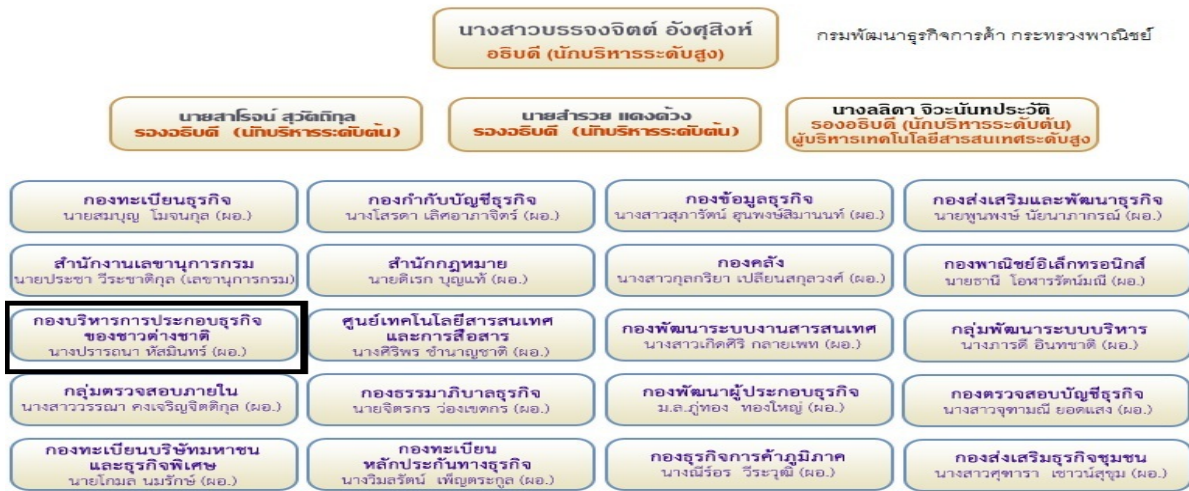 นางสาวบรรจงจิตต์ อังศุสิงห์
อธิบดี (นักบริหารระดับสูง)
กรมพัฒนาธุรกิจการค้า กระทรวงพาณิชย์
นายสาโรจน์ สุวัตถิกุล
รองอธิบดี (นักบริหารระดับต้น)
นายสำรวย แดงด้วง
รองอธิบดี (นักบริหารระดับต้น)
นางลลิดา จิวะนันทประวัติ
รองอธิบดี (นักบริหารระดับต้น)
ผู้บริหารเทคโนโลยีสารสนเทศระดับสูง
กองทะเบียนธุรกิจ
นายสมบุญ โมจนกุล (ผอ.)
กองกำกับบัญชีธุรกิจ
นางโสรดา เลิศอาภาจิตร์ (ผอ.)
กองข้อมูลธุรกิจ
นางสาวสุภารัตน์ ฮุนพงษ์สิมานนท์ (ผอ.)
กองส่งเสริมและพัฒนาธุรกิจ
นายพูนพงษ์ นัยนาภากรณ์ (ผอ.)
สำนักงานเลขานุการกรม
นายประชา วีระชาติกุล (เลขานุการกรม)
สำนักกฎหมาย
นายดิเรก บุญแท้ (ผอ.)
กองคลัง
นางสาวกุลกริยา เปลียนสกุลวงศ์ (ผอ.)
กองพาณิชย์อิเล็กทรอนิกส์
นายธานี โอฬารรัตน์มณี (ผอ.)
กองบริหารการประกอบธุรกิจ
ของชาวต่างชาติ
นางปรารถนา หัสมินทร์ (ผอ.)
ศูนย์เทคโนโลยีสารสนเทศ
และการสื่อสาร
นางศิริพร ชำนาญชาติ (ผอ.)
กองพัฒนาระบบงานสารสนเทศ
นางสาวเกิดศิริ กลายเพท (ผอ.)
กลุ่มพัฒนาระบบบริหาร
นางภารดี อินทชาติ (ผอ.)
กลุ่มตรวจสอบภายใน
นางสาววรรณา คงเจริญจิตติกุล (ผอ.)
กองธรรมาภิบาลธุรกิจ
นายจิตรกร ว่องเขตกร (ผอ.)
กองพัฒนาผู้ประกอบธุรกิจ
ม.ล.ภู่ทอง ทองใหญ่ (ผอ.)
กองตรวจสอบบัญชีธุรกิจ
นางสาวจุฑามณี ยอดแสง (ผอ.)
กองทะเบียนบริษัทมหาชน
และธุรกิจพิเศษ
นายโกมล นมรักษ์ (ผอ.)
กองทะเบียน
หลักประกันทางธุรกิจ
นางวิมลรัตน์ เพ็ญตระกูล (ผอ.)
กองธุรกิจการค้าภูมิภาค
นางณีร์อร วีระวุฒิ (ผอ.)
กองส่งเสริมธุรกิจชุมชน
นางสาวศุฑารา เชาวน์สุขุม (ผอ.)